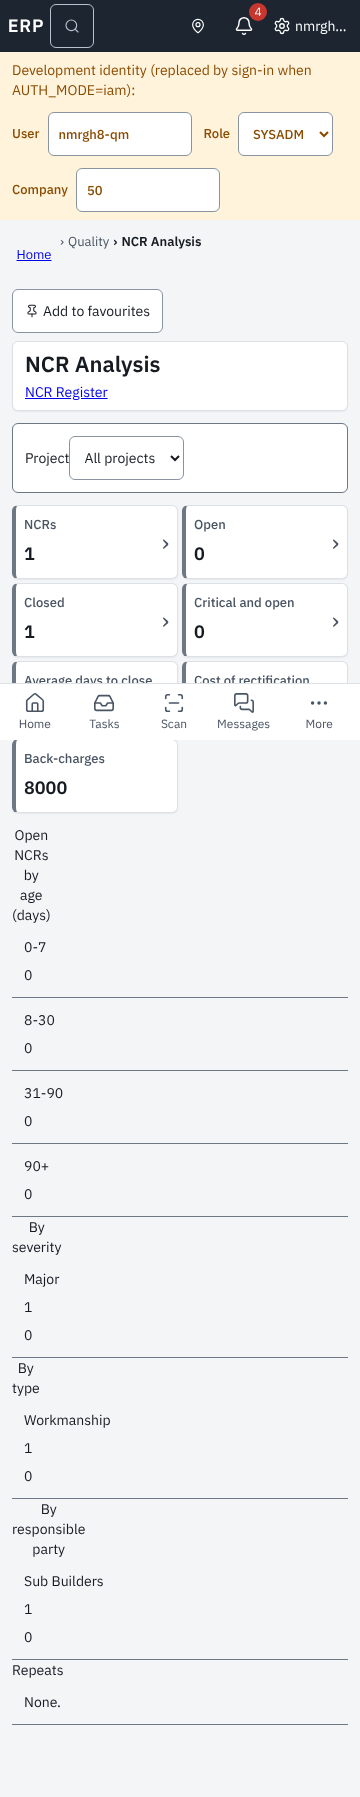 ERP
4
nmrgh...
Development identity (replaced by sign-in when
AUTH_MODE=iam):
User nmrgh8-qm Role SYSADM
Company 50
Home › Quality › NCR Analysis
Add to favourites
NCR Analysis
NCR Register
Project All projects
NCRs
1
Open
0
Closed
1
Critical and open
0
Average days to close
Cost of rectification
Home
Tasks
Scan
Messages
More
Back-charges
8000
Open
NCRs
by
age
(days)
0-7
0
8-30
0
31-90
0
90+
0
By
severity
Major
1
0
By
type
Workmanship
1
0
By
responsible
party
Sub Builders
1
0
Repeats
None.